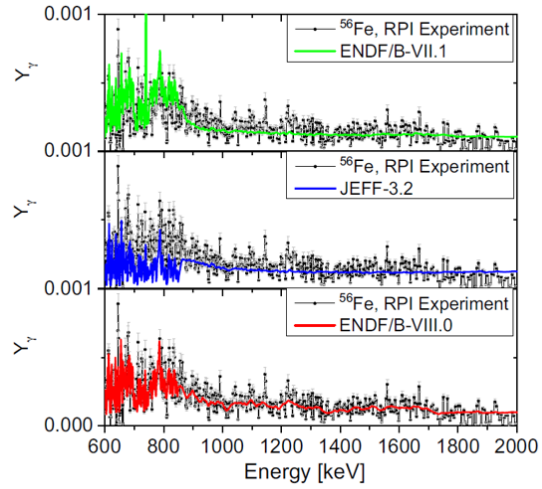 0.001
Yγ
⁵⁶Fe, RPI Experiment
ENDF/B-VII.1
0.001
Yγ
⁵⁶Fe, RPI Experiment
JEFF-3.2
0.001
Yγ
⁵⁶Fe, RPI Experiment
ENDF/B-VIII.0
0.000
600 800 1000 1200 1400 1600 1800 2000
Energy [keV]